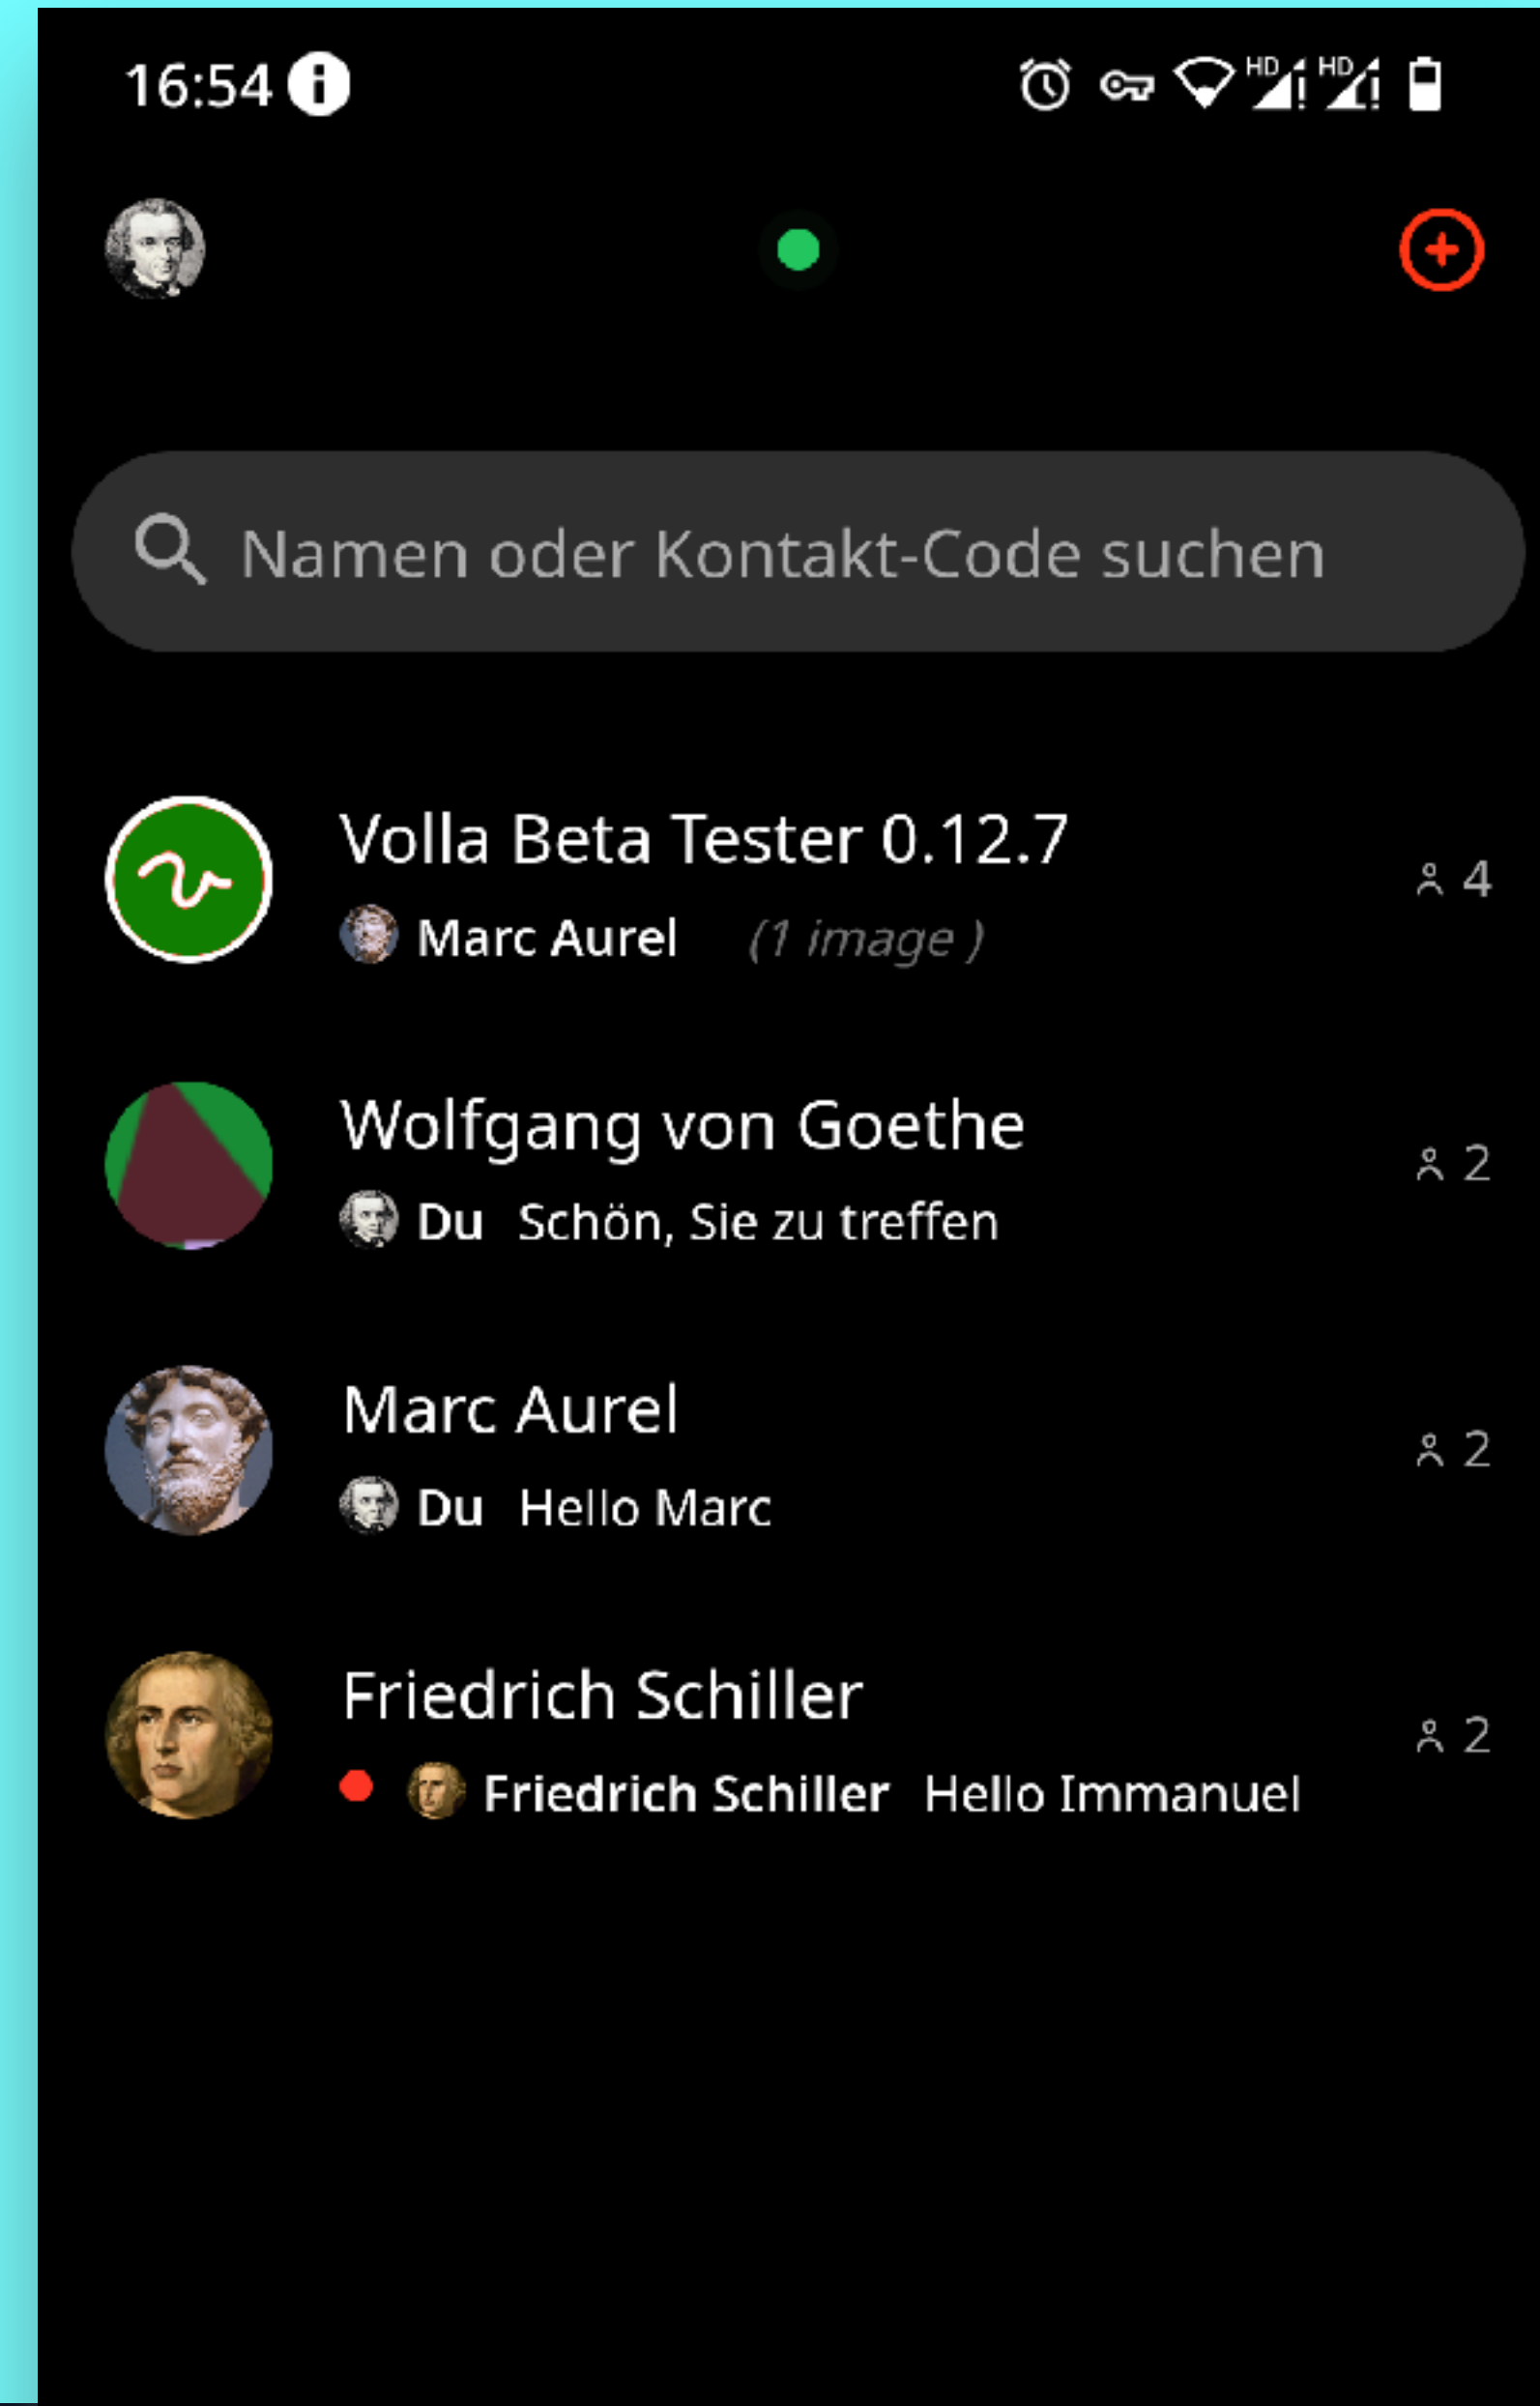 16:54 HD HD
Namen oder Kontakt-Code suchen
Volla Beta Tester 0.12.7
4
Marc Aurel (1 image )
Wolfgang von Goethe
2
Du Schön, Sie zu treffen
Marc Aurel
2
Du Hello Marc
Friedrich Schiller
2
Friedrich Schiller Hello Immanuel